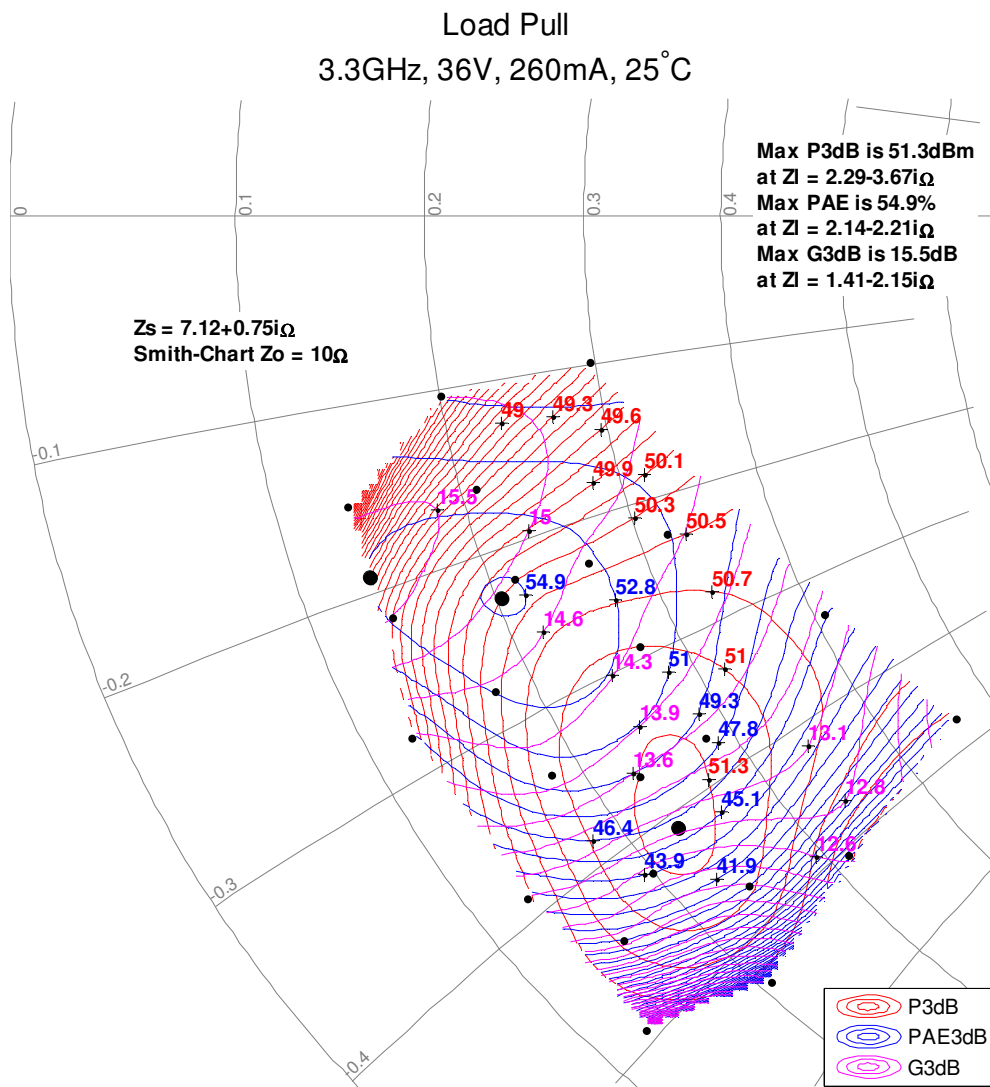 Load Pull
3.3GHz, 36V, 260mA, 25°C
Max P3dB is 51.3dBm
at Zl = 2.29-3.67iΩ
Max PAE is 54.9%
at Zl = 2.14-2.21iΩ
Max G3dB is 15.5dB
at Zl = 1.41-2.15iΩ
0
0.1
0.2
0.3
0.4
Zs = 7.12+0.75iΩ
Smith-Chart Zo = 10Ω
49
49.3
49.6
-0.1
49.9
50.1
15.5
50.3
15
50.5
54.9
52.8
50.7
14.6
-0.2
14.3
51
51
49.3
13.9
47.8
13.1
13.6
51.3
12.8
45.1
46.4
12.6
43.9
41.9
-0.3
-0.4
P3dB
PAE3dB
G3dB